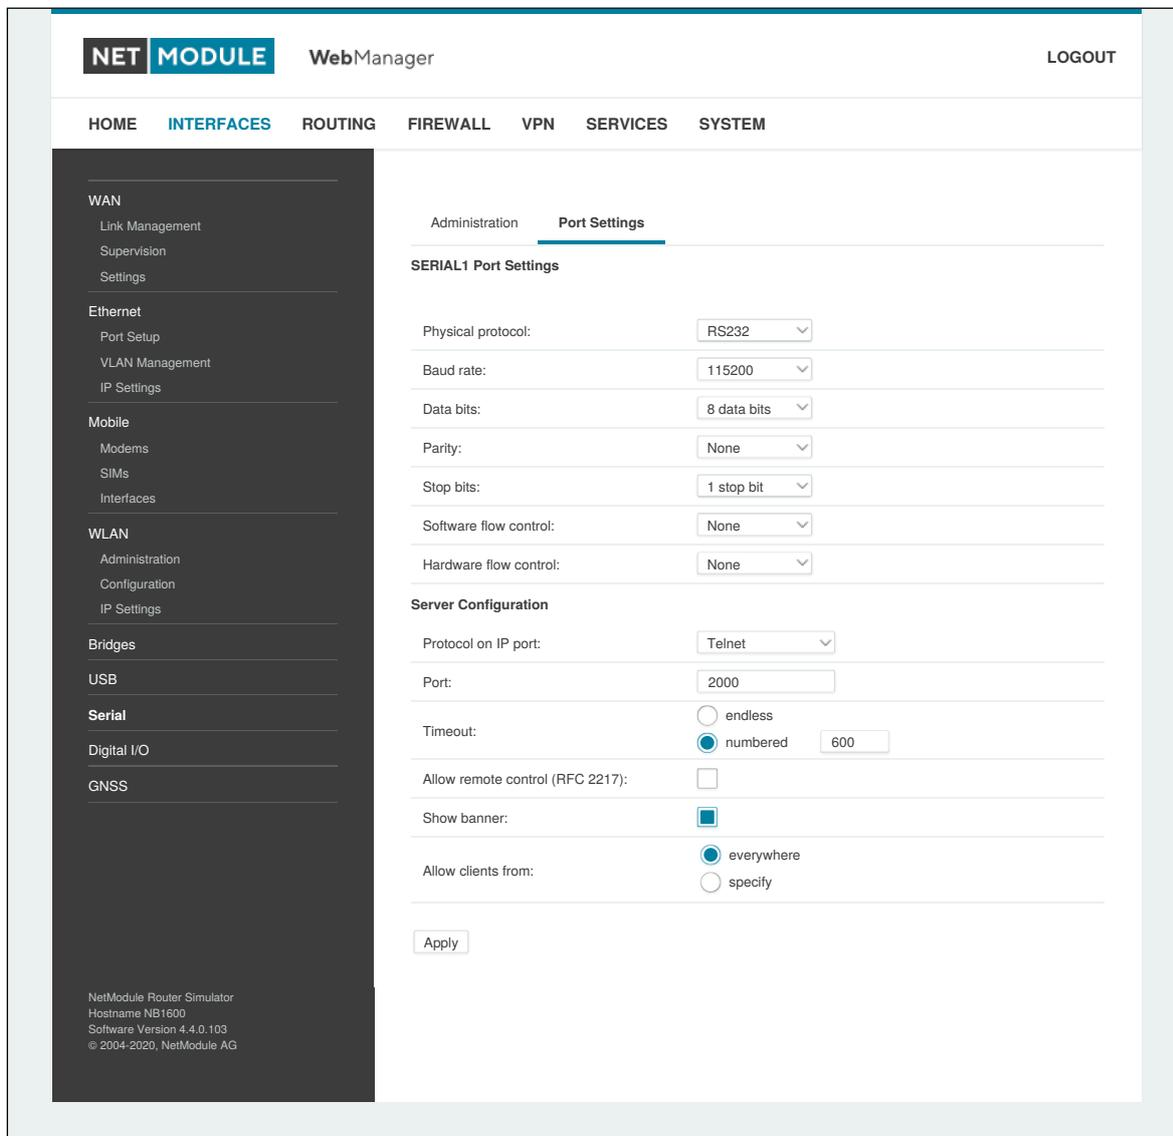 NET MODULE WebManager LOGOUT
HOME INTERFACES ROUTING FIREWALL VPN SERVICES SYSTEM
WAN
Link Management
Supervision
Settings
Ethernet
Port Setup
VLAN Management
IP Settings
Mobile
Modems
SIMs
Interfaces
WLAN
Administration
Configuration
IP Settings
Bridges
USB
Serial
Digital I/O
GNSS
NetModule Router Simulator
Hostname NB1600
Software Version 4.4.0.103
© 2004-2020, NetModule AG
Administration Port Settings
SERIAL1 Port Settings
Physical protocol: RS232
Baud rate: 115200
Data bits: 8 data bits
Parity: None
Stop bits: 1 stop bit
Software flow control: None
Hardware flow control: None
Server Configuration
Protocol on IP port: Telnet
Port: 2000
Timeout:
endless
numbered 600
Allow remote control (RFC 2217):
Show banner:
Allow clients from:
everywhere
specify
Apply